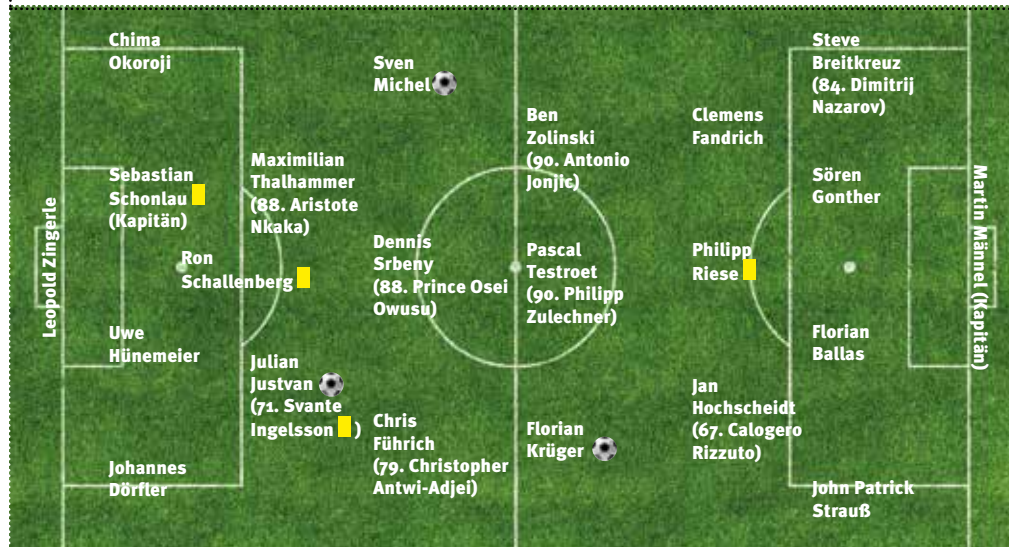 Leopold Zingerle
Chima
Okoroji
Sebastian
Schonlau
(Kapitän)
Uwe
Hünemeier
Johannes
Dörfler
Ron
Schallenberg
Maximilian
Thalhammer
(88. Aristote
Nkaka)
Julian
Justvan
(71. Svante
Ingelsson )
Sven
Michel
Dennis
Srbeny
(88. Prince Osei
Owusu)
Chris
Führich
(79. Christopher
Antwi-Adjei)
Ben
Zolinski
(90. Antonio
Jonjic)
Pascal
Testroet
(90. Philipp
Zulechner)
Florian
Krüger
Clemens
Fandrich
Philipp
Riese
Jan
Hochscheidt
(67. Calogero
Rizzuto)
Steve
Breitkreuz
(84. Dimitrij
Nazarov)
Sören
Gonther
Florian
Ballas
John Patrick
Strauß
Martin Männel (Kapitän)